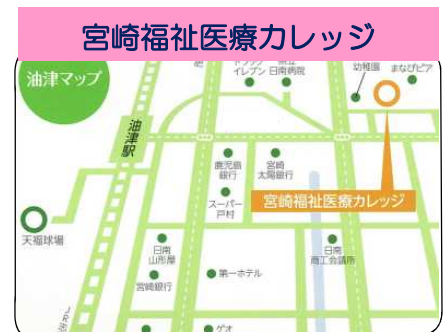 宮崎福祉医療カレッジ
油津マップ
イレブン
日南病院
幼稚園
まなびピア
油津駅
鹿児島
銀行
宮崎
太陽銀行
スーパー
戸村
宮崎福祉医療カレッジ
天福球場
日南
山形屋
日南
商工会議所
第一ホテル
宮崎銀行
ゲオ